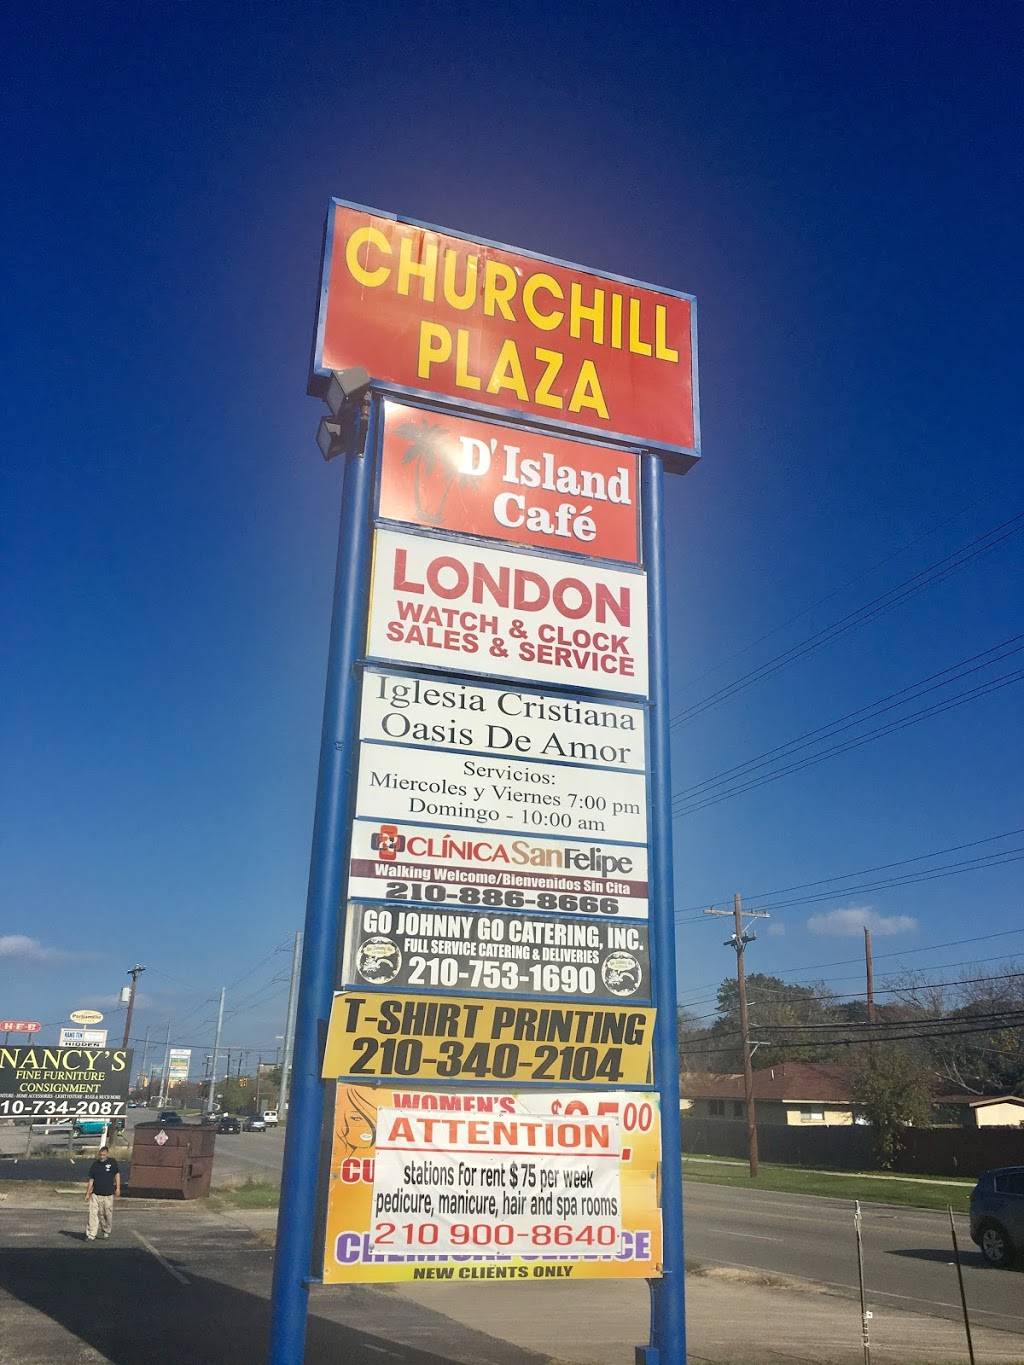 CHURCHILL
PLAZA
D'Island
Café
LONDON
WATCH & CLOCK
SALES & SERVICE
Iglesia Cristiana
Oasis De Amor
Servicios:
Miercoles y Viernes 7:00 pm
Domingo - 10:00 am
CLÍNICA SanFelipe
Walking Welcome/Bienvenidos Sin Cita
210-886-8666
GO JOHNNY GO CATERING, INC.
FULL SERVICE CATERING & DELIVERIES
210-753-1690
T-SHIRT PRINTING
210-340-2104
WOMEN'S
ATTENTION
stations for rent $75 per week
pedicure, manicure, hair and spa rooms
210 900-8640
NEW CLIENTS ONLY
H-E-B
NANCY'S
FINE FURNITURE
CONSIGNMENT
10-734-2087